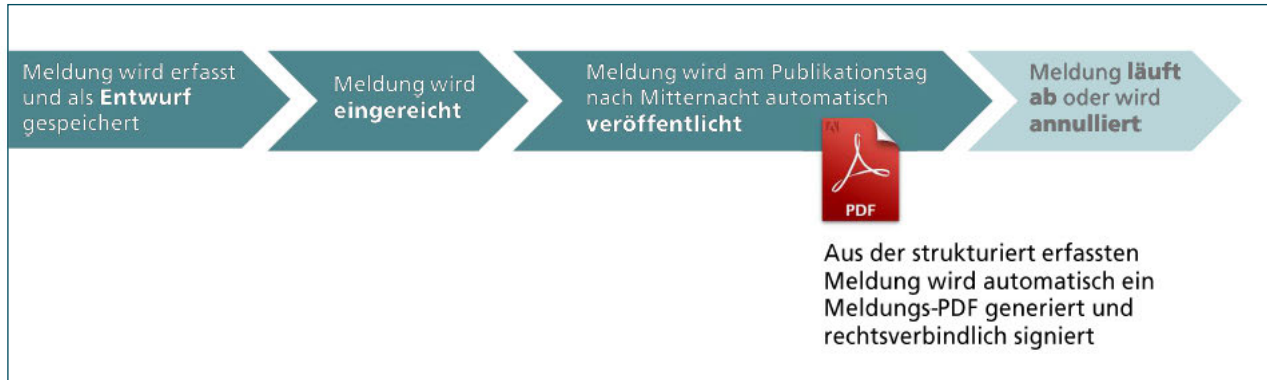 Meldung wird erfasst
und als Entwurf
gespeichert
Meldung wird
eingereicht
Meldung wird am Publikationstag
nach Mitternacht automatisch
veröffentlicht
Meldung läuft
ab oder wird
annulliert
PDF
Aus der strukturiert erfassten
Meldung wird automatisch ein
Meldungs-PDF generiert und
rechtsverbindlich signiert